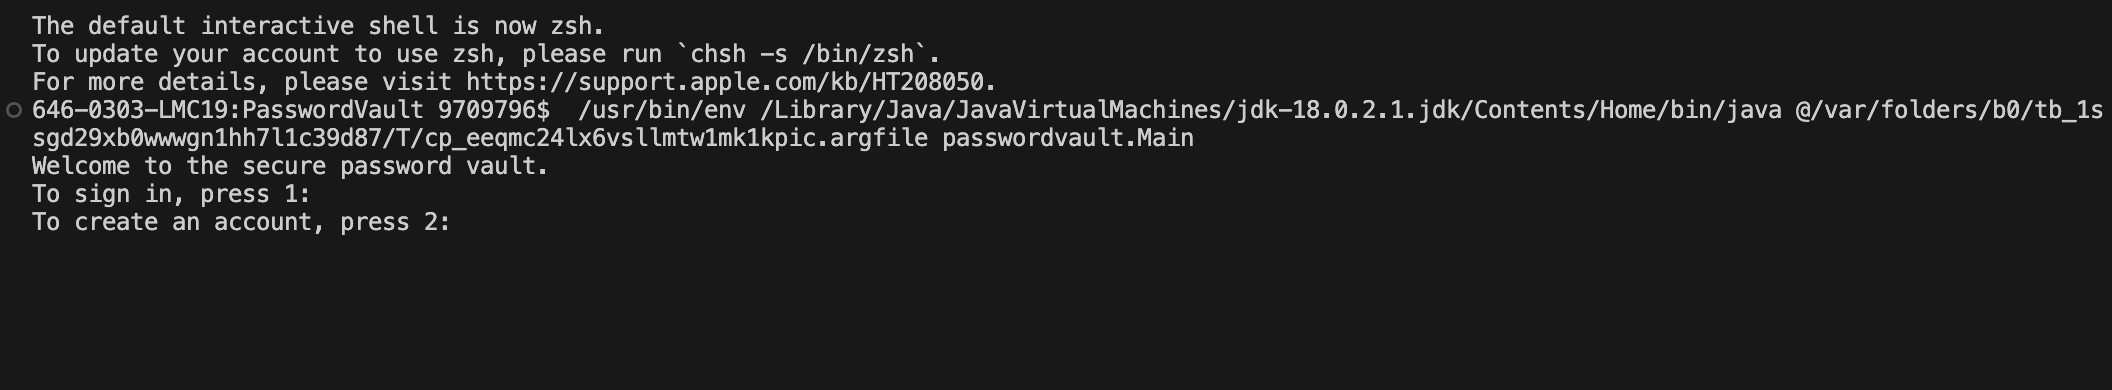 The default interactive shell is now zsh.
To update your account to use zsh, please run `chsh -s /bin/zsh`.
For more details, please visit https://support.apple.com/kb/HT208050.
646-0303-LMC19:PasswordVault 9709796$  /usr/bin/env /Library/Java/JavaVirtualMachines/jdk-18.0.2.1.jdk/Contents/Home/bin/java @/var/folders/b0/tb_1s
sgd29xb0wwwgn1hh7l1c39d87/T/cp_eeqmc24lx6vsllmtw1mk1kpic.argfile passwordvault.Main
Welcome to the secure password vault.
To sign in, press 1:
To create an account, press 2: